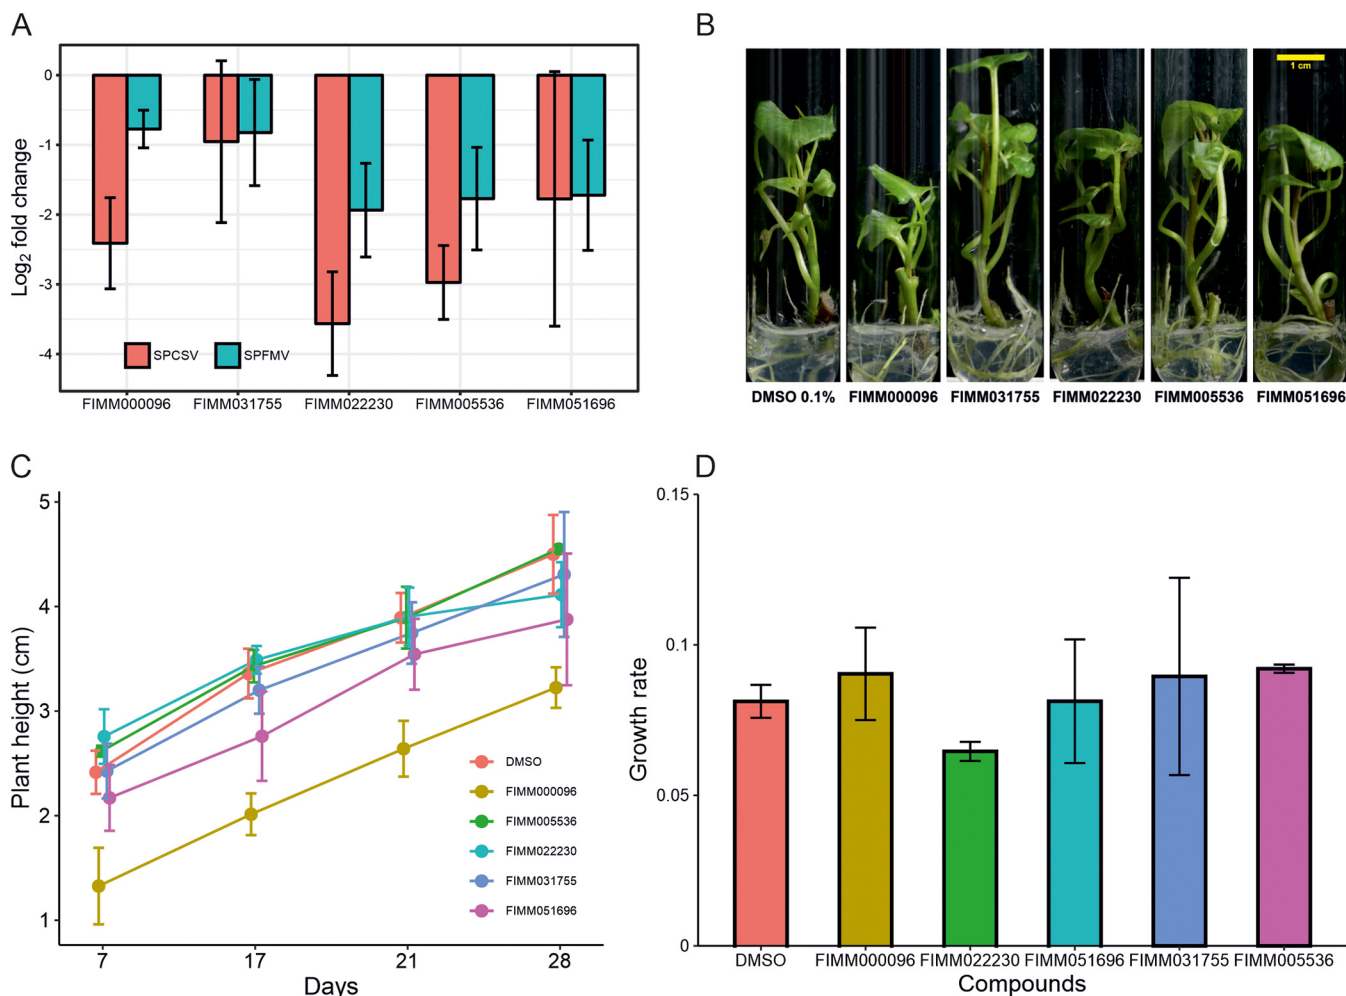 A
0
-1
-2
-3
-4
Log2 fold change
SPCSV
SPFMV
FIMM000096 FIMM031755 FIMM022230 FIMM005536 FIMM051696
B
1 cm
DMSO 0.1% FIMM000096 FIMM031755 FIMM022230 FIMM005536 FIMM051696
C
5
4
3
2
1
Plant height (cm)
DMSO
FIMM000096
FIMM005536
FIMM022230
FIMM031755
FIMM051696
7 17 21 28
Days
D
0.15
0.1
0.05
0
Growth rate
DMSO FIMM000096 FIMM022230 FIMM051696 FIMM031755 FIMM005536
Compounds